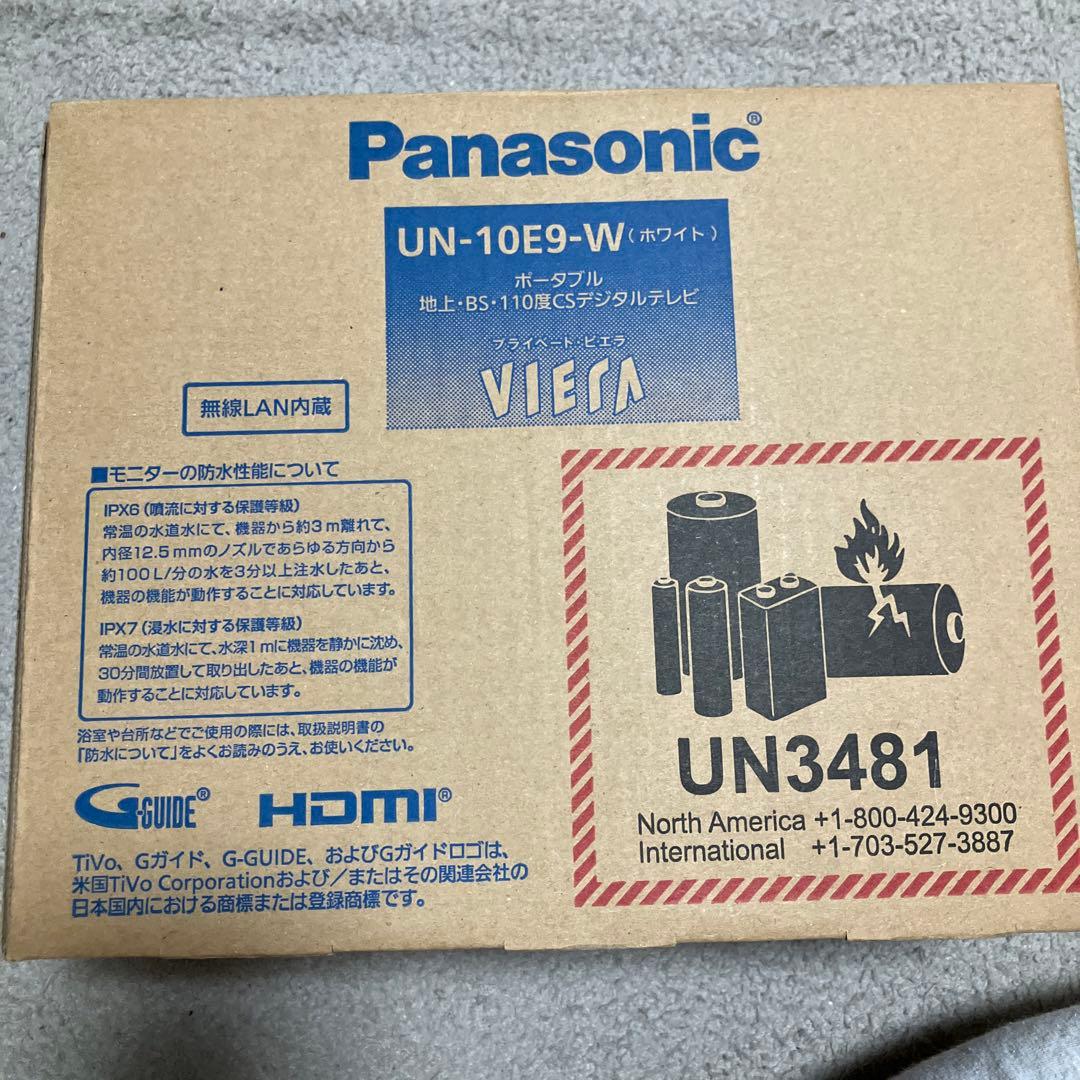 Panasonic®
UN-10E9-W(ホワイト)
ポータブル
地上・BS・110度CSデジタルテレビ
プライベート・ビエラ
VIERA
無線LAN内蔵
■モニターの防水性能について
IPX6(噴流に対する保護等級)
常温の水道水にて、機器から約3m離れて、
内径12.5mmのノズルであらゆる方向から
約100L/分の水を3分以上注水したあと、
機器の機能が動作することに対応しています。
IPX7(浸水に対する保護等級)
常温の水道水にて、水深1mに機器を静かに沈め、
30分間放置して取り出したあと、機器の機能が
動作することに対応しています。
浴室や台所などでご使用の際には、取扱説明書の
「防水について」をよくお読みのうえ、お使いください。
G-GUIDE® HDMI®
TiVo、Gガイド、G-GUIDE、およびGガイドロゴは、
米国TiVo Corporationおよび/またはその関連会社の
日本国内における商標または登録商標です。
UN3481
North America +1-800-424-9300
International +1-703-527-3887